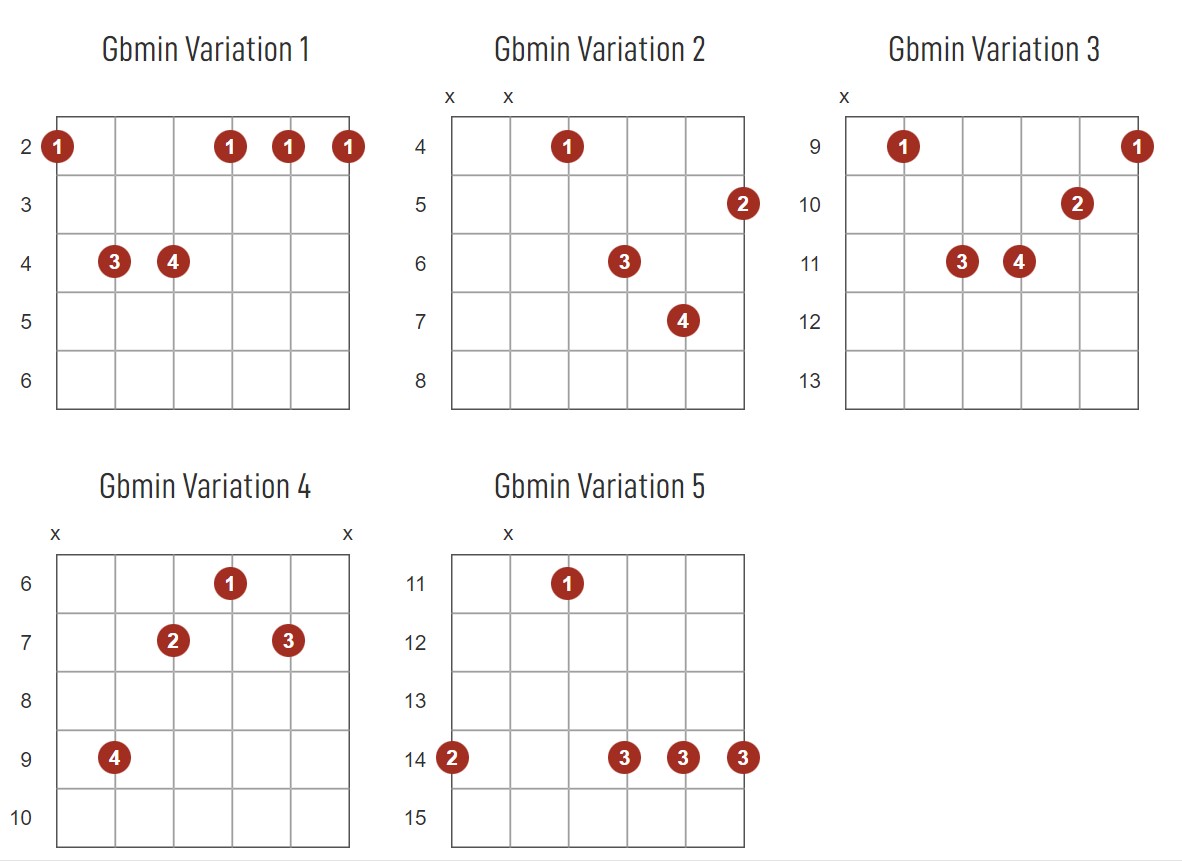 Gbmin Variation 1
2 1 1 1 1
3
4 3 4
5
6
Gbmin Variation 2
x x
4 1
5 2
6 3
7 4
8
Gbmin Variation 3
x
9 1 1
10 2
11 3 4
12
13
Gbmin Variation 4
x x
6 1
7 2 3
8
9 4
10
Gbmin Variation 5
x
11 1
12
13
14 2 3 3 3
15